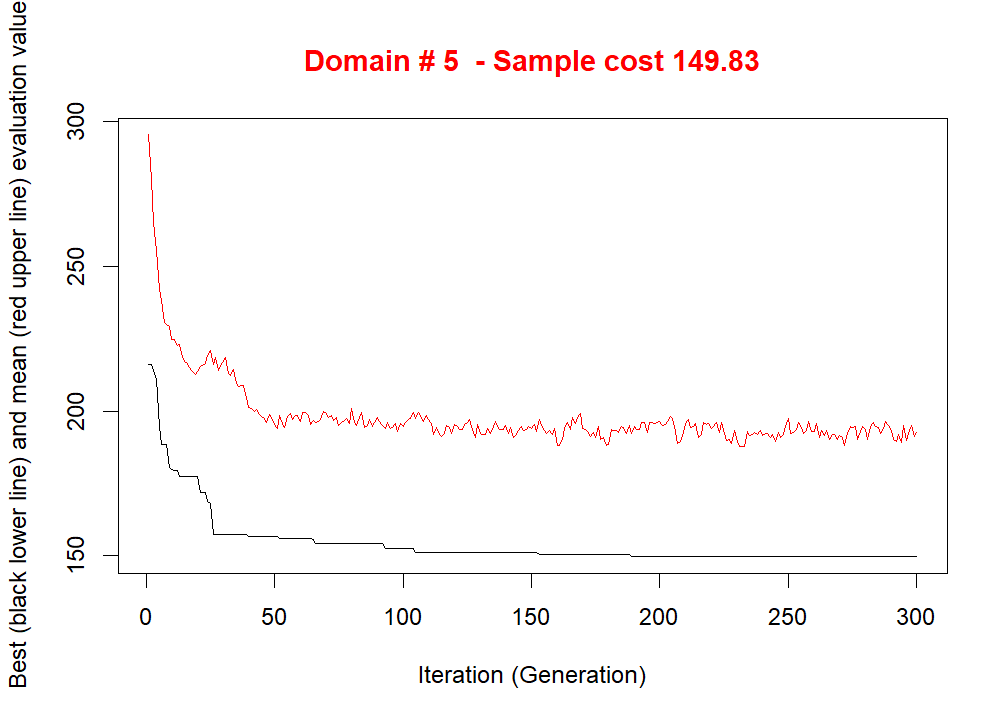 Domain # 5  - Sample cost 149.83
Best (black lower line) and mean (red upper line) evaluation value
300
250
200
150
0 50 100 150 200 250 300
Iteration (Generation)